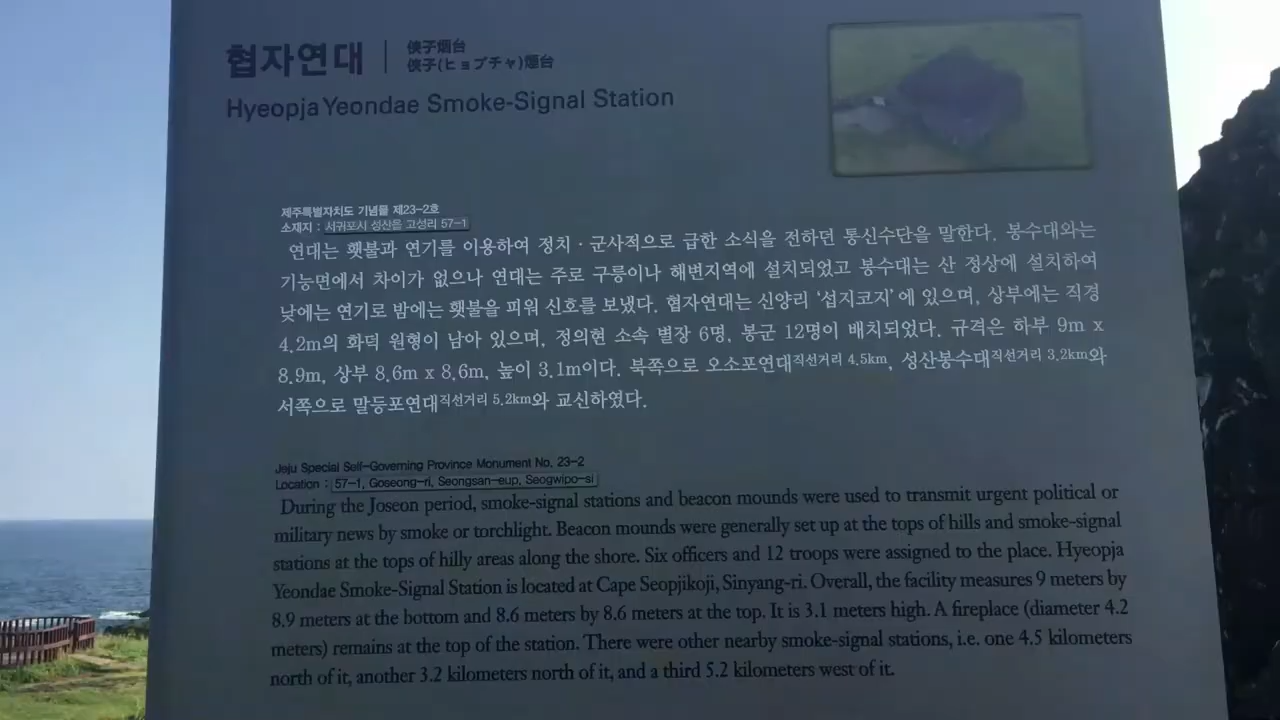 협자연대
俠子烟台
俠子(ヒョプチャ)煙台
Hyeopja Yeondae Smoke-Signal Station
제주특별자치도 기념물 제23-2호
소재지 : 서귀포시 성산읍 고성리 57-1
연대는 횃불과 연기를 이용하여 정치 · 군사적으로 급한 소식을 전하던 통신수단을 말한다. 봉수대와는
기능면에서 차이가 없으나 연대는 주로 구릉이나 해변지역에 설치되었고 봉수대는 산 정상에 설치하여
낮에는 연기로 밤에는 횃불을 피워 신호를 보냈다. 협자연대는 신양리 ‘섭지코지’에 있으며, 상부에는 직경
4.2m의 화덕 원형이 남아 있으며, 정의현 소속 별장 6명, 봉군 12명이 배치되었다. 규격은 하부 9m x
8.9m, 상부 8.6m x 8.6m, 높이 3.1m이다. 북쪽으로 오소포연대직선거리 4.5km, 성산봉수대직선거리 3.2km와
서쪽으로 말등포연대직선거리 5.2km와 교신하였다.
Jeju Special Self-Governing Province Monument No. 23-2
Location : 57-1, Goseong-ri, Seongsan-eup, Seogwipo-si
During the Joseon period, smoke-signal stations and beacon mounds were used to transmit urgent political or
military news by smoke or torchlight. Beacon mounds were generally set up at the tops of hills and smoke-signal
stations at the tops of hilly areas along the shore. Six officers and 12 troops were assigned to the place. Hyeopja
Yeondae Smoke-Signal Station is located at Cape Seopjikoji, Sinyang-ri. Overall, the facility measures 9 meters by
8.9 meters at the bottom and 8.6 meters by 8.6 meters at the top. It is 3.1 meters high. A fireplace (diameter 4.2
meters) remains at the top of the station. There were other nearby smoke-signal stations, i.e. one 4.5 kilometers
north of it, another 3.2 kilometers north of it, and a third 5.2 kilometers west of it.